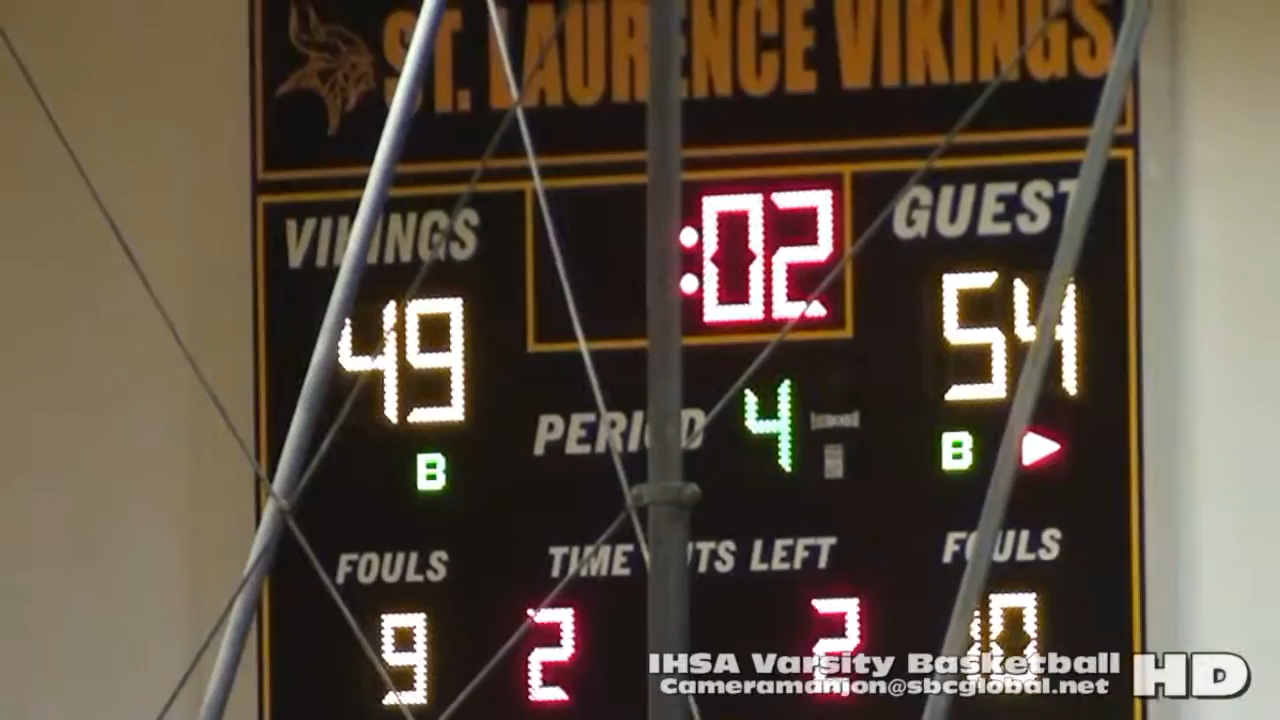 ST. LAURENCE VIKINGS
VIKINGS
:02
GUEST
49
54
PERIOD 4
B
B
FOULS
TIME OUTS LEFT
FOULS
9
2
2
10
IHSA Varsity Basketball HD
Cameramanjon@sbcglobal.net